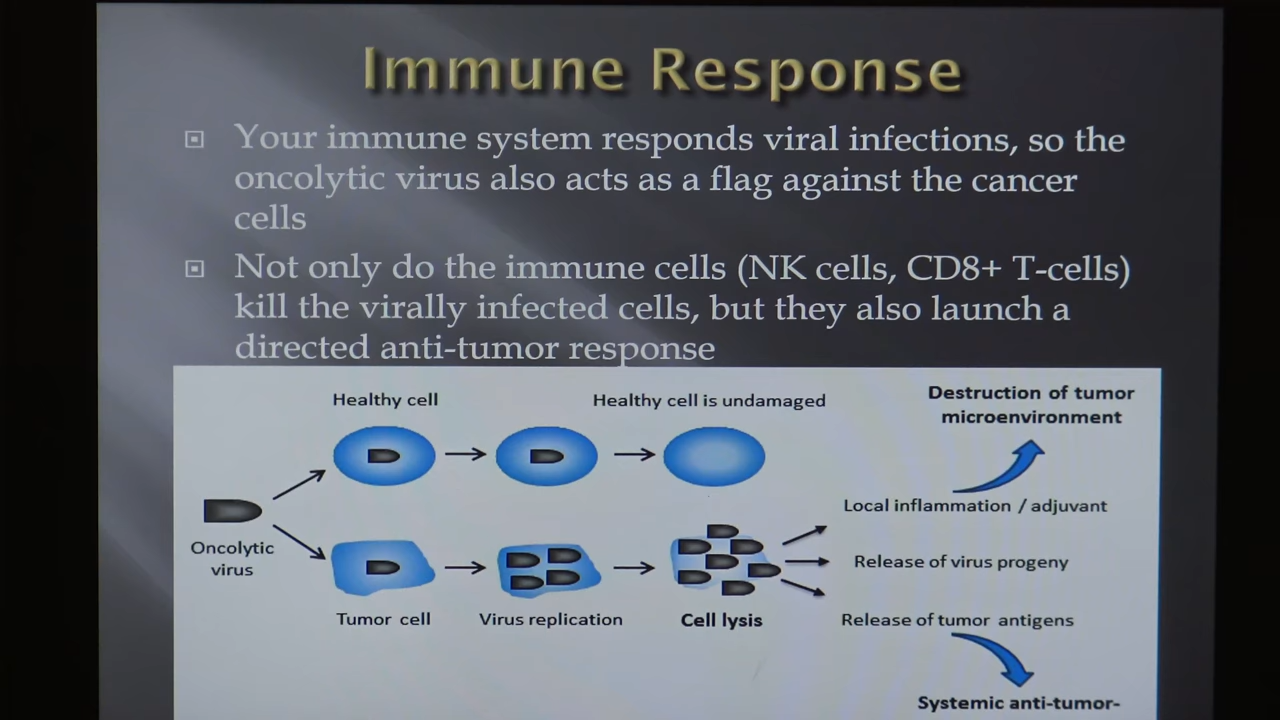 Immune Response
Your immune system responds viral infections, so the
oncolytic virus also acts as a flag against the cancer
cells
Not only do the immune cells (NK cells, CD8+ T-cells)
kill the virally infected cells, but they also launch a
directed anti-tumor response
Healthy cell
Healthy cell is undamaged
Destruction of tumor
microenvironment
Oncolytic
virus
Local inflammation / adjuvant
Release of virus progeny
Tumor cell
Virus replication
Cell lysis
Release of tumor antigens
Systemic anti-tumor-